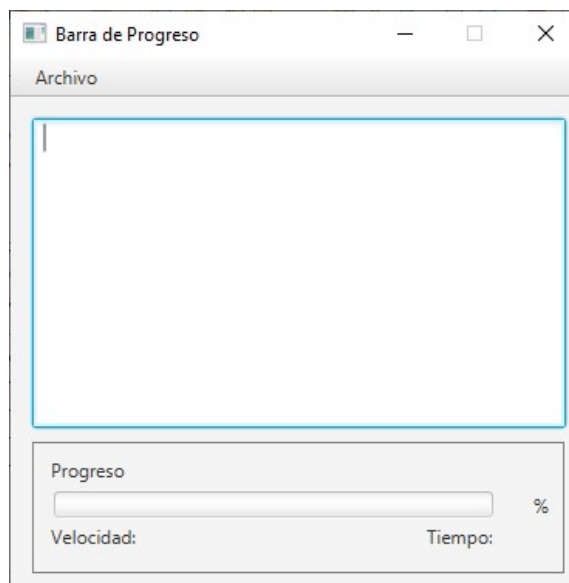 Barra de Progreso
Archivo
Progreso
%
Velocidad: Tiempo: